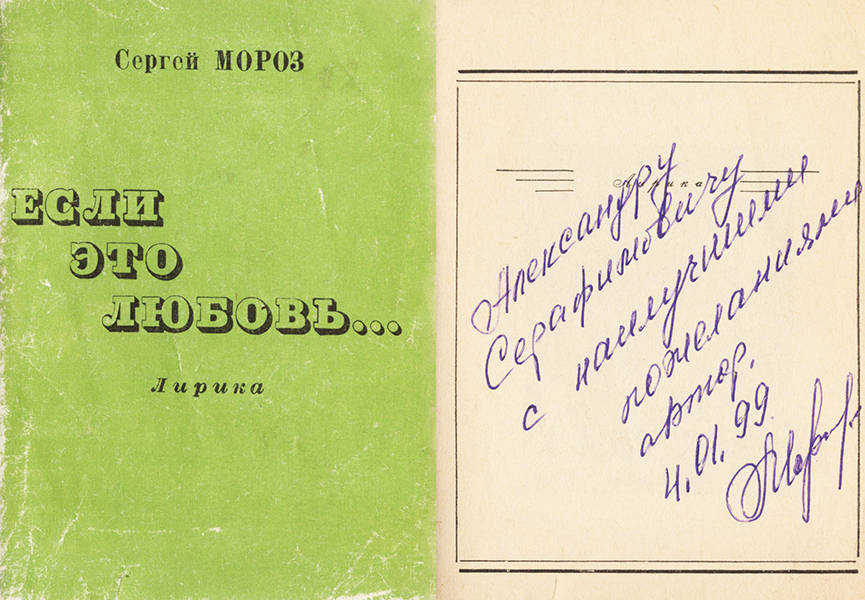 Сергей МОРОЗ
ЕСЛИ
ЭТО
ЛЮБОВЬ...
Лирика
Лирика
Александру
Серафимовичу
с наилучшими
пожеланиями
автор.
4.01.99